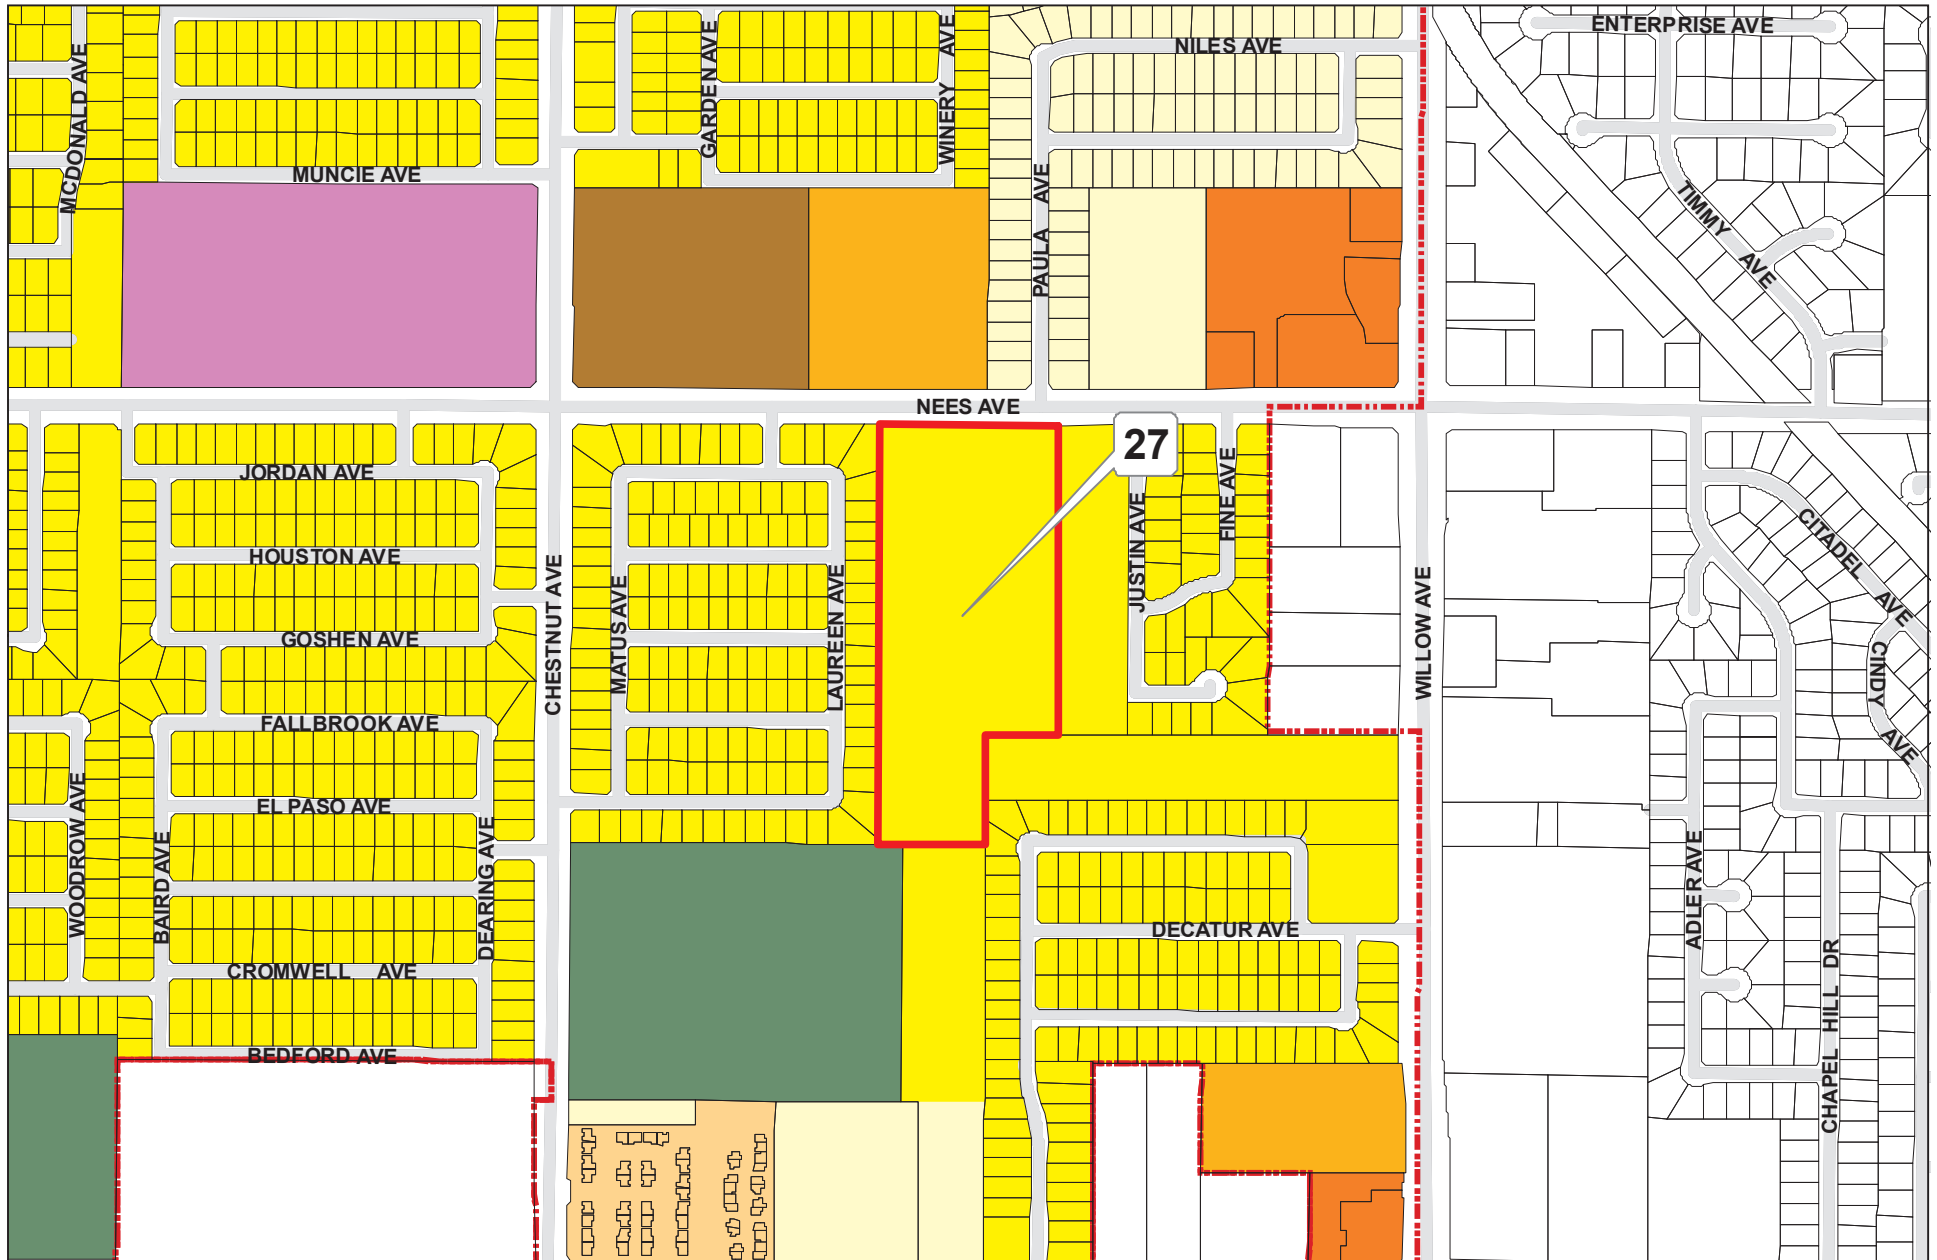 ENTERPRISE AVE
NILES AVE
MCDONALD AVE
GARDEN AVE
WINERY AVE
MUNCIE AVE
PAULA AVE
TIMMY AVE
NEES AVE
27
JORDAN AVE
HOUSTON AVE
GOSHEN AVE
FALLBROOK AVE
EL PASO AVE
CROMWELL AVE
BEDFORD AVE
WOODROW AVE
BAIRD AVE
DEARING AVE
CHESTNUT AVE
MATUS AVE
LAUREEN AVE
JUSTIN AVE
FINE AVE
WILLOW AVE
DECATUR AVE
CITADEL AVE
CINDY AVE
ADLER AVE
CHAPEL HILL DR